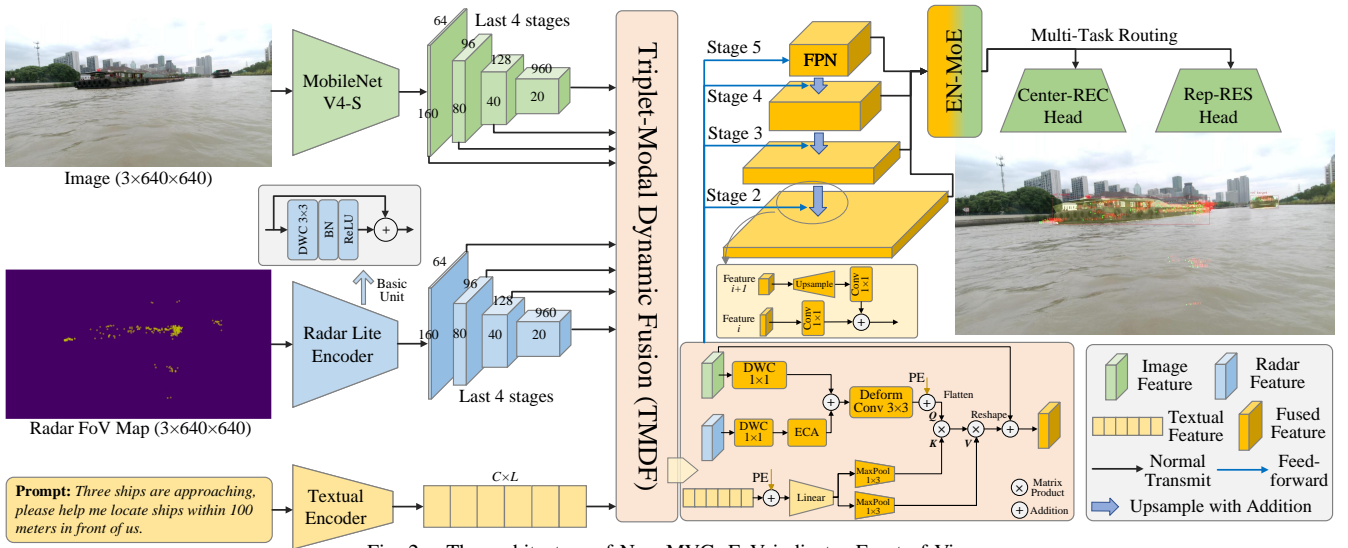 Last 4 stages
64
96
128
960
160
80
40
20
MobileNet
V4-S
Image (3×640×640)
DWC 3×3
BN
ReLU
+
Basic
Unit
64
96
128
960
160
80
40
20
Radar Lite
Encoder
Last 4 stages
Radar FoV Map (3×640×640)
Prompt: Three ships are approaching,
please help me locate ships within 100
meters in front of us.
Textual
Encoder
C×L
Triplet-Modal Dynamic Fusion (TMDF)
Stage 5
Stage 4
Stage 3
Stage 2
FPN
EN-MoE
Multi-Task Routing
Center-REC
Head
Rep-RES
Head
Feature
i+1
Upsample
Conv
1×1
Feature
i
Conv
1×1
+
DWC
1×1
DWC
1×1
ECA
+
Deform
Conv 3×3
PE
+
Flatten
Q
K
×
V
×
Reshape
+
PE
+
Linear
MaxPool
1×3
MaxPool
1×3
× Matrix
Product
+ Addition
Image
Feature
Radar
Feature
Textual
Feature
Fused
Feature
Normal
Transmit
Feed-
forward
Upsample with Addition